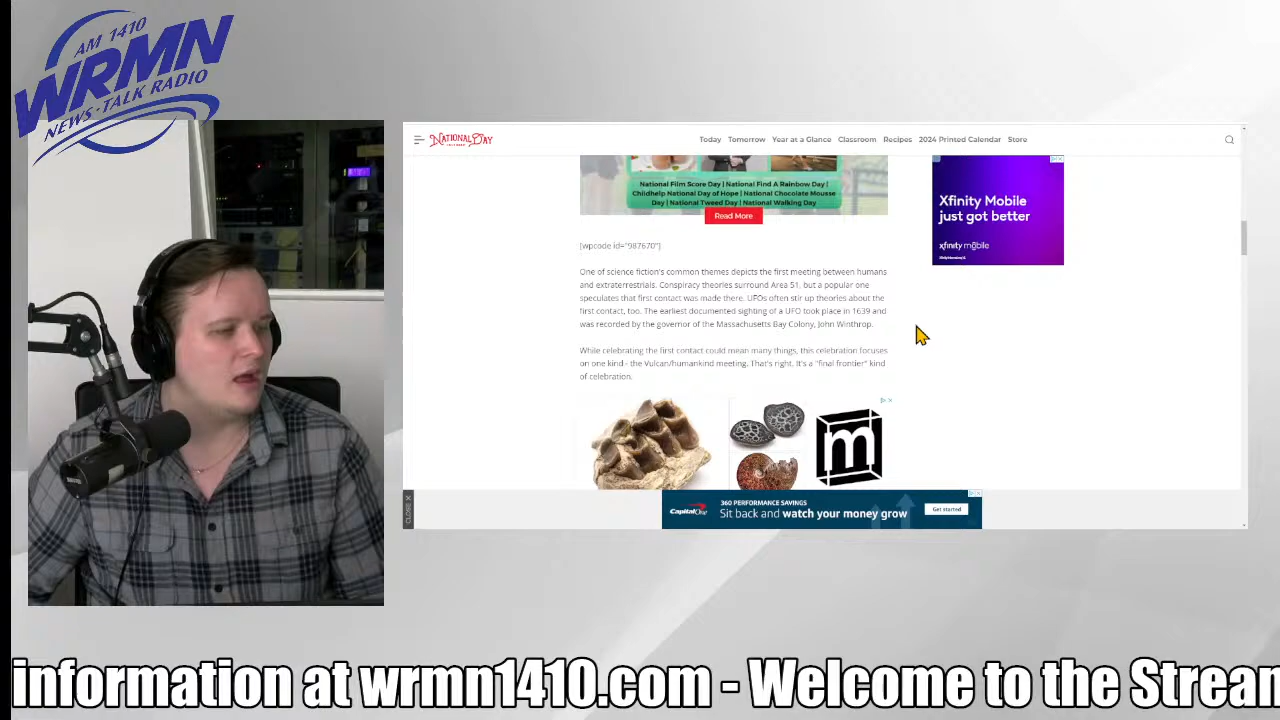 AM 1410
WRMN
NEWS·TALK RADIO
NATIONAL DAY
Today Tomorrow Year at a Glance Classroom Recipes 2024 Printed Calendar Store
National Film Score Day | National Find A Rainbow Day |
Childhelp National Day of Hope | National Chocolate Mousse
Day | National Tweed Day | National Walking Day
Read More
[wpcode id="987670"]
One of science fiction's common themes depicts the first meeting between humans
and extraterrestrials. Conspiracy theories surround Area 51, but a popular one
speculates that first contact was made there. UFOs often stir up theories about the
first contact, too. The earliest documented sighting of a UFO took place in 1639 and
was recorded by the governor of the Massachusetts Bay Colony, John Winthrop.
While celebrating the first contact could mean many things, this celebration focuses
on one kind - the Vulcan/humankind meeting. That's right. It's a "final frontier" kind
of celebration.
Xfinity Mobile
just got better
xfinity mobile
m
CLOSE X
Capital One
360 PERFORMANCE SAVINGS
Sit back and watch your money grow
Get started
information at wrmn1410.com - Welcome to the Strean